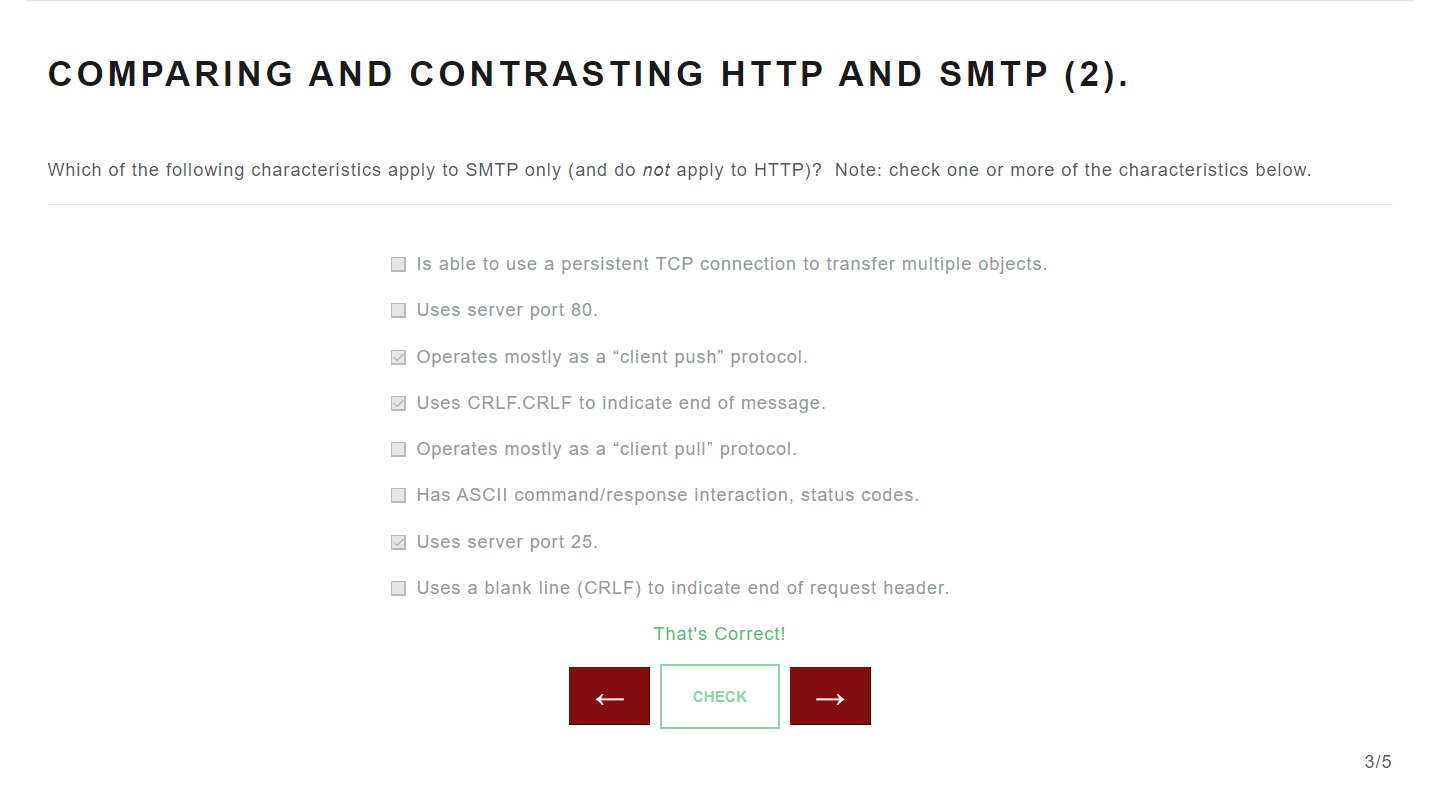 COMPARING AND CONTRASTING HTTP AND SMTP (2).
Which of the following characteristics apply to SMTP only (and do not apply to HTTP)?  Note: check one or more of the characteristics below.
Is able to use a persistent TCP connection to transfer multiple objects.
Uses server port 80.
Operates mostly as a “client push” protocol.
Uses CRLF.CRLF to indicate end of message.
Operates mostly as a “client pull” protocol.
Has ASCII command/response interaction, status codes.
Uses server port 25.
Uses a blank line (CRLF) to indicate end of request header.
That's Correct!
← CHECK →
3/5